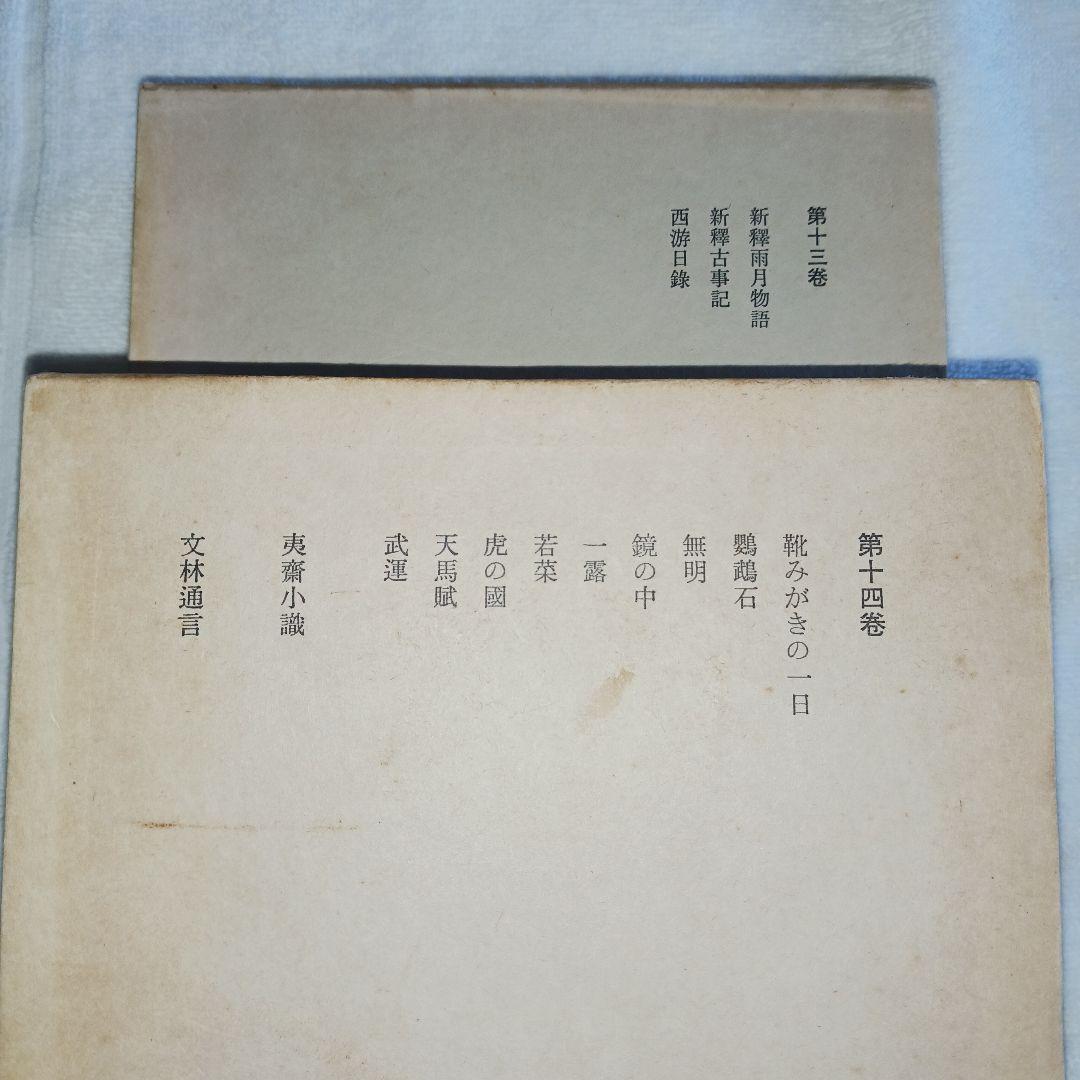 第十三卷
新釋雨月物語
新釋古事記
西游日錄
第十四卷
靴みがきの一日
鸚鵡石
無明
鏡の中
一露
若菜
虎の國
天馬賦
武運
夷齋小識
文林通言